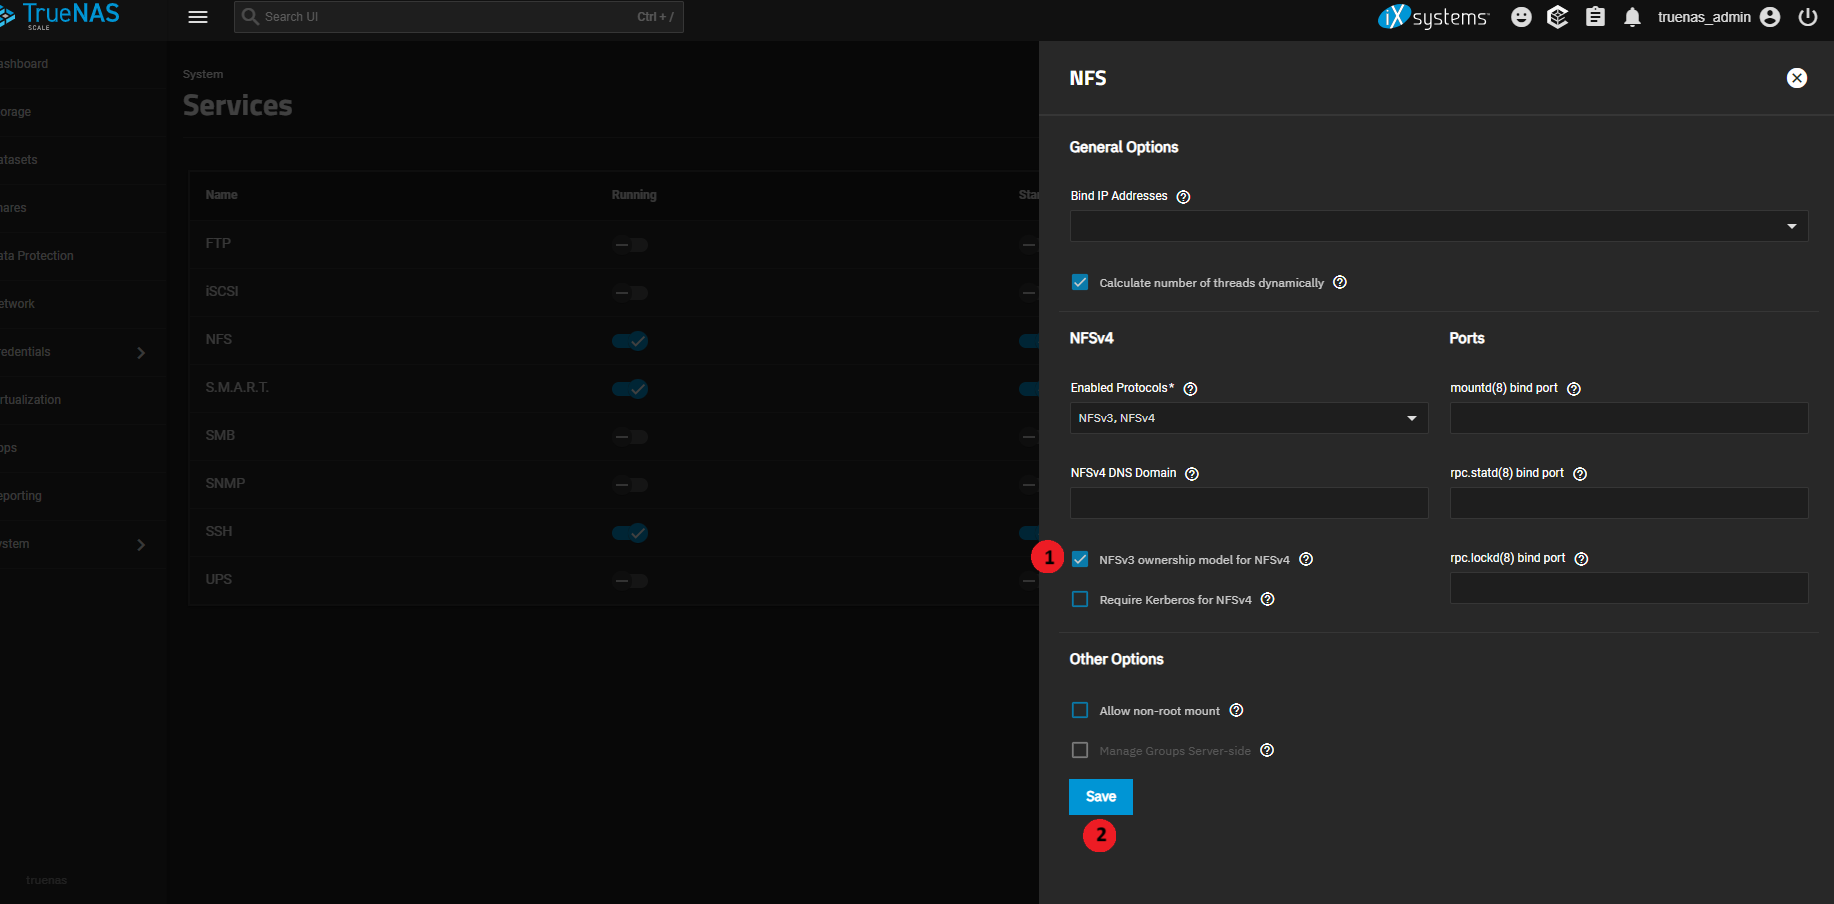 TrueNAS
SCALE
Search UI
Ctrl + /
iXsystems
truenas_admin
ashboard
orage
atasets
hares
ata Protection
etwork
redentials
irtualization
pps
eporting
ystem
truenas
System
Services
Name
Running
Sta
FTP
iSCSI
NFS
S.M.A.R.T.
SMB
SNMP
SSH
UPS
NFS
General Options
Bind IP Addresses
Calculate number of threads dynamically
NFSv4
Enabled Protocols*
NFSv3, NFSv4
NFSv4 DNS Domain
1
NFSv3 ownership model for NFSv4
Require Kerberos for NFSv4
Ports
mountd(8) bind port
rpc.statd(8) bind port
rpc.lockd(8) bind port
Other Options
Allow non-root mount
Manage Groups Server-side
Save
2